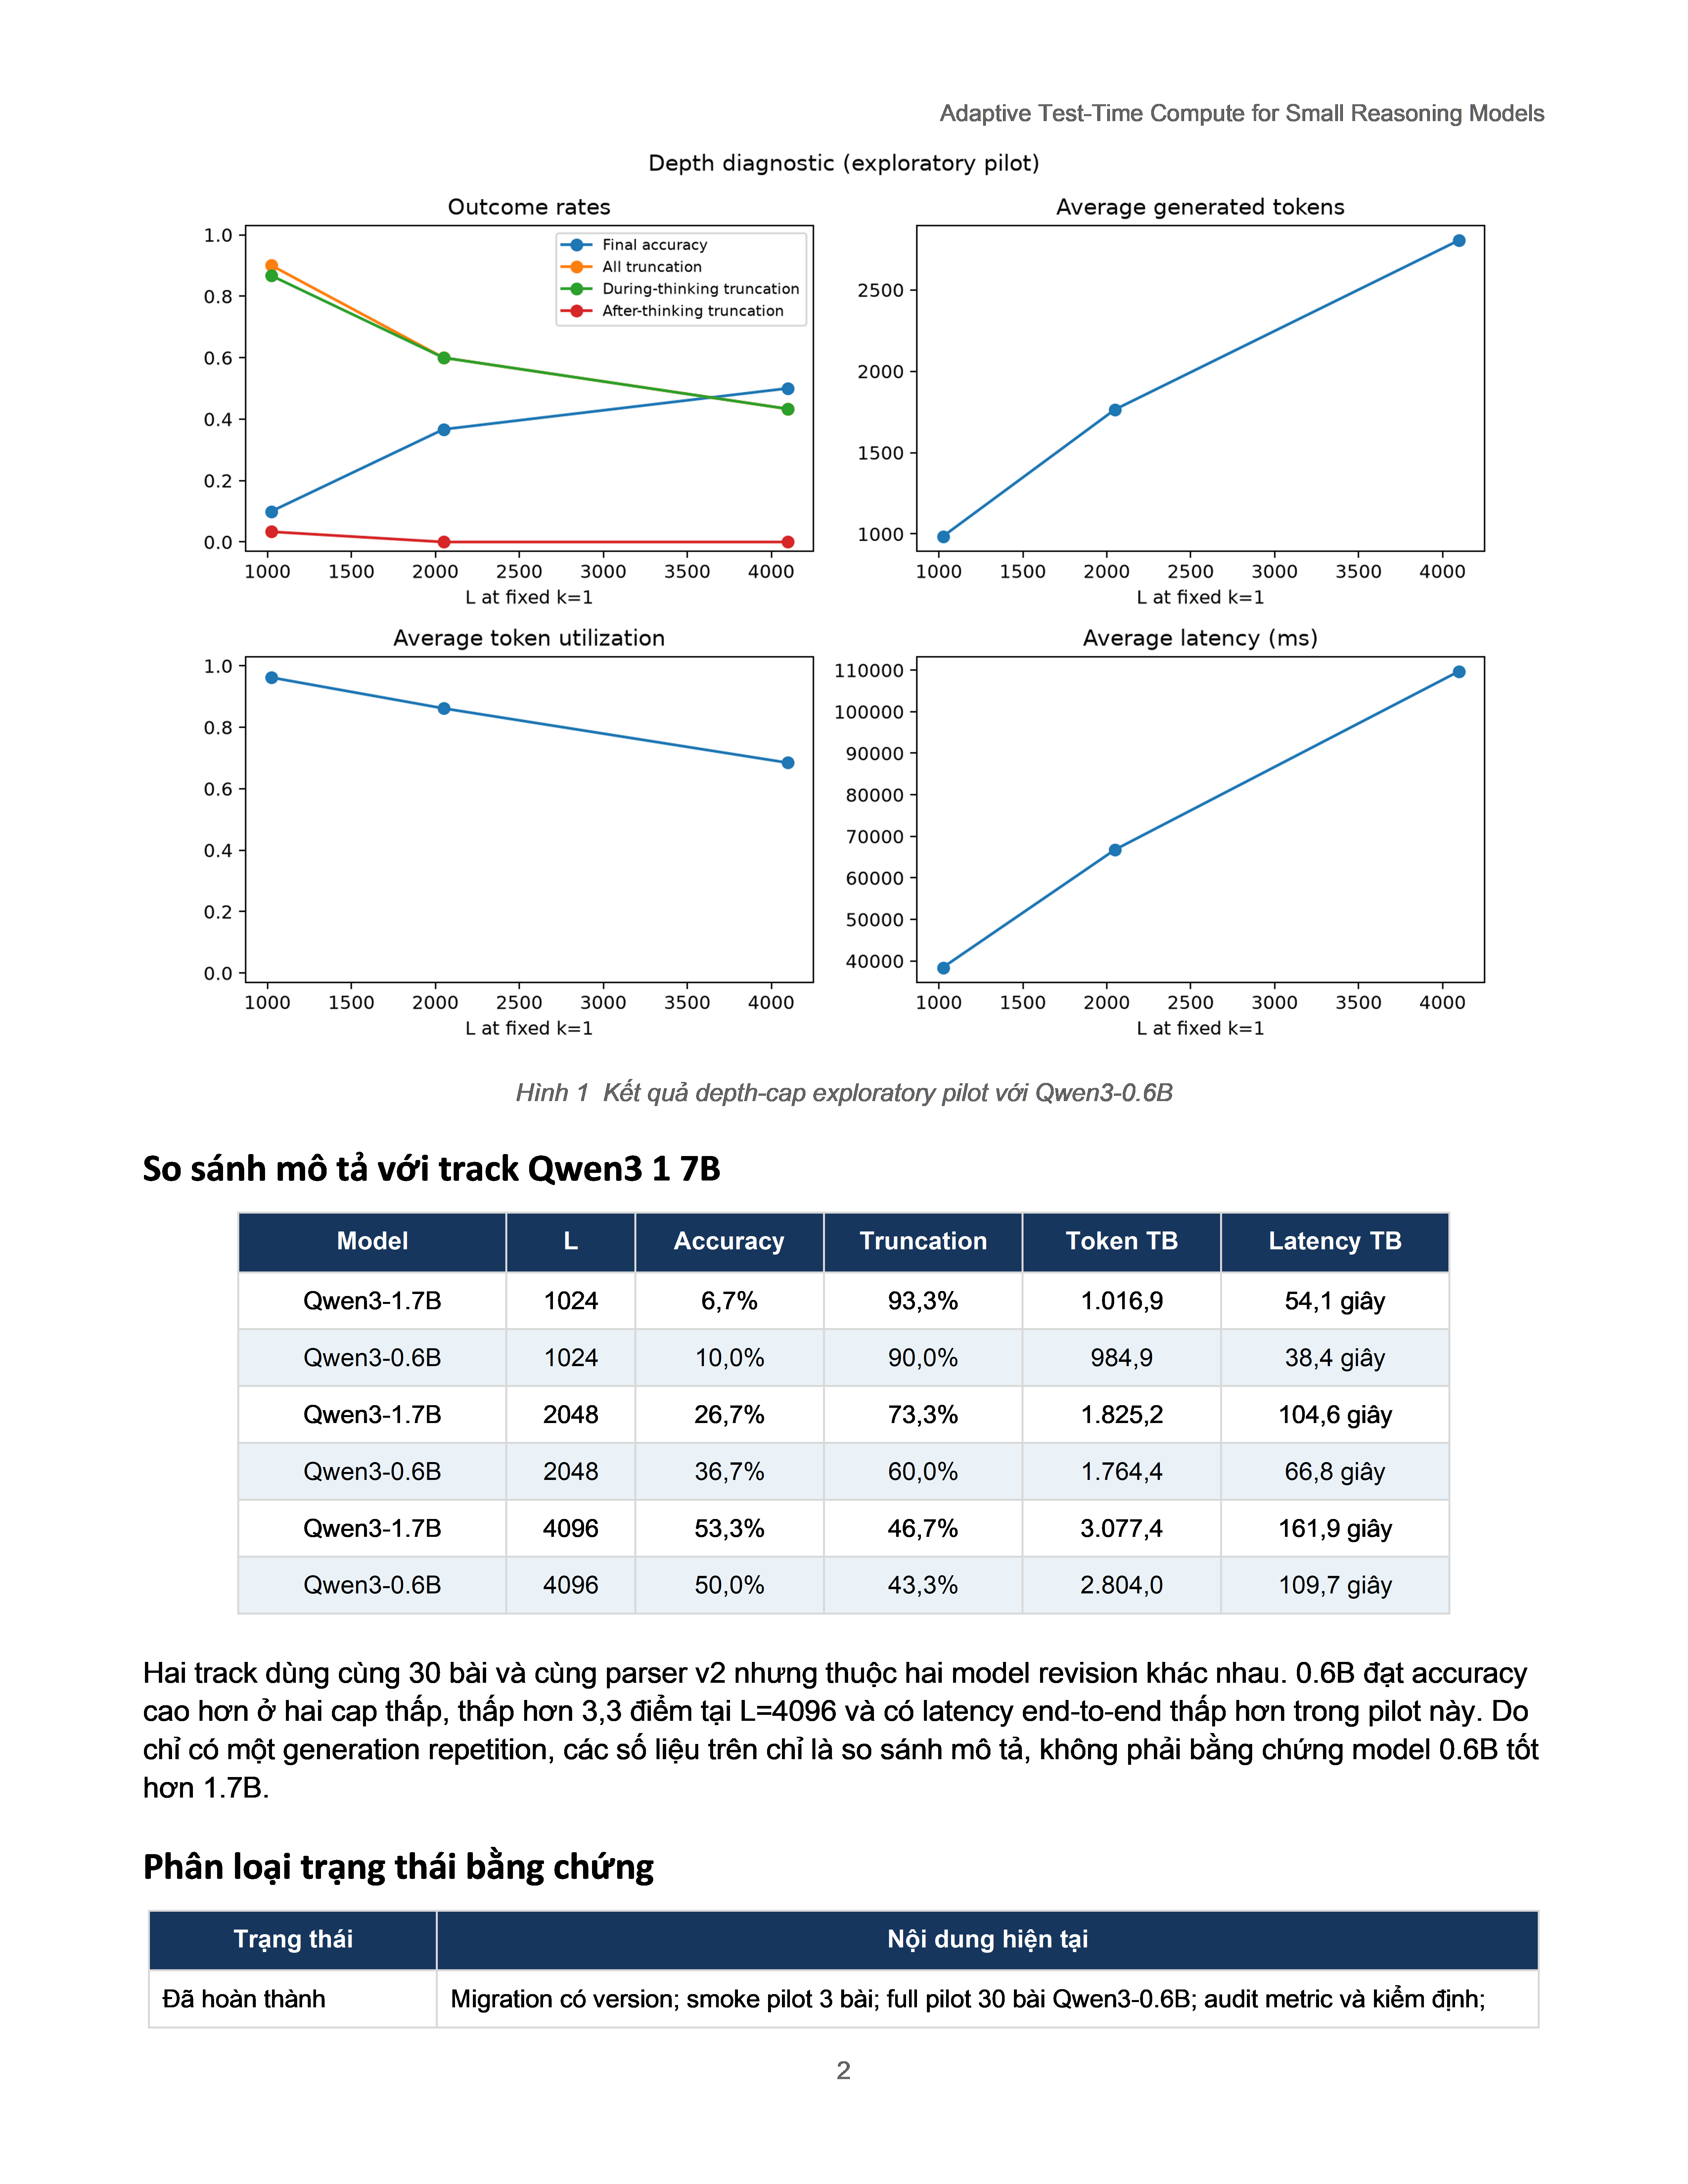 Adaptive Test-Time Compute for Small Reasoning Models
Depth diagnostic (exploratory pilot)
Outcome rates
1.0
0.8
0.6
0.4
0.2
0.0
Final accuracy
All truncation
During-thinking truncation
After-thinking truncation
1000 1500 2000 2500 3000 3500 4000
L at fixed k=1
Average generated tokens
2500
2000
1500
1000
1000 1500 2000 2500 3000 3500 4000
L at fixed k=1
Average token utilization
1.0
0.8
0.6
0.4
0.2
0.0
1000 1500 2000 2500 3000 3500 4000
L at fixed k=1
Average latency (ms)
110000
100000
90000
80000
70000
60000
50000
40000
1000 1500 2000 2500 3000 3500 4000
L at fixed k=1
Hình 1 Kết quả depth-cap exploratory pilot với Qwen3-0.6B
So sánh mô tả với track Qwen3 1 7B
Model L Accuracy Truncation Token TB Latency TB
Qwen3-1.7B 1024 6,7% 93,3% 1.016,9 54,1 giây
Qwen3-0.6B 1024 10,0% 90,0% 984,9 38,4 giây
Qwen3-1.7B 2048 26,7% 73,3% 1.825,2 104,6 giây
Qwen3-0.6B 2048 36,7% 60,0% 1.764,4 66,8 giây
Qwen3-1.7B 4096 53,3% 46,7% 3.077,4 161,9 giây
Qwen3-0.6B 4096 50,0% 43,3% 2.804,0 109,7 giây
Hai track dùng cùng 30 bài và cùng parser v2 nhưng thuộc hai model revision khác nhau. 0.6B đạt accuracy
cao hơn ở hai cap thấp, thấp hơn 3,3 điểm tại L=4096 và có latency end-to-end thấp hơn trong pilot này. Do
chỉ có một generation repetition, các số liệu trên chỉ là so sánh mô tả, không phải bằng chứng model 0.6B tốt
hơn 1.7B.
Phân loại trạng thái bằng chứng
Trạng thái Nội dung hiện tại
Đã hoàn thành Migration có version; smoke pilot 3 bài; full pilot 30 bài Qwen3-0.6B; audit metric và kiểm định;
2